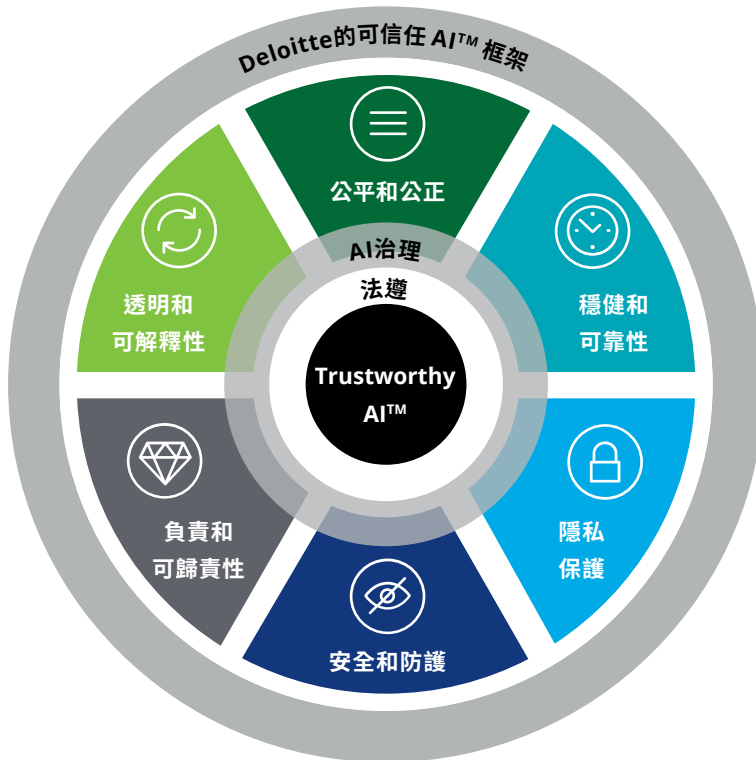 Deloitte的可信任 AI™ 框架
公平和公正
透明和
可解釋性
穩健和
可靠性
AI治理
法遵
Trustworthy
AI™
負責和
可歸責性
隱私
保護
安全和防護